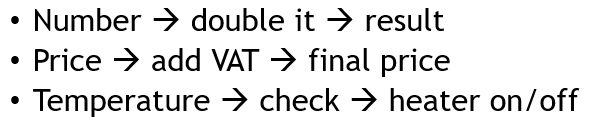 • Number → double it → result
• Price → add VAT → final price
• Temperature → check → heater on/off